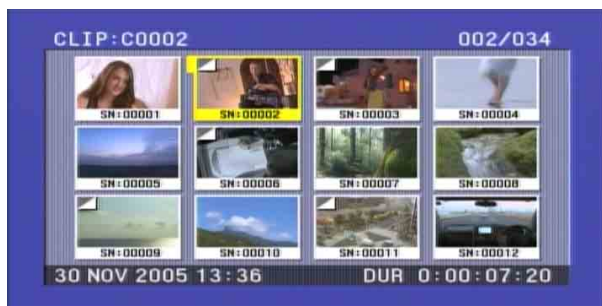 CLIP:C0002 002/034
SN:00001 SN:00002 SN:00003 SN:00004
SN:00005 SN:00006 SN:00007 SN:00008
SN:00009 SN:00010 SN:00011 SN:00012
30 NOV 2005 13:36 DUR 0:00:07:20